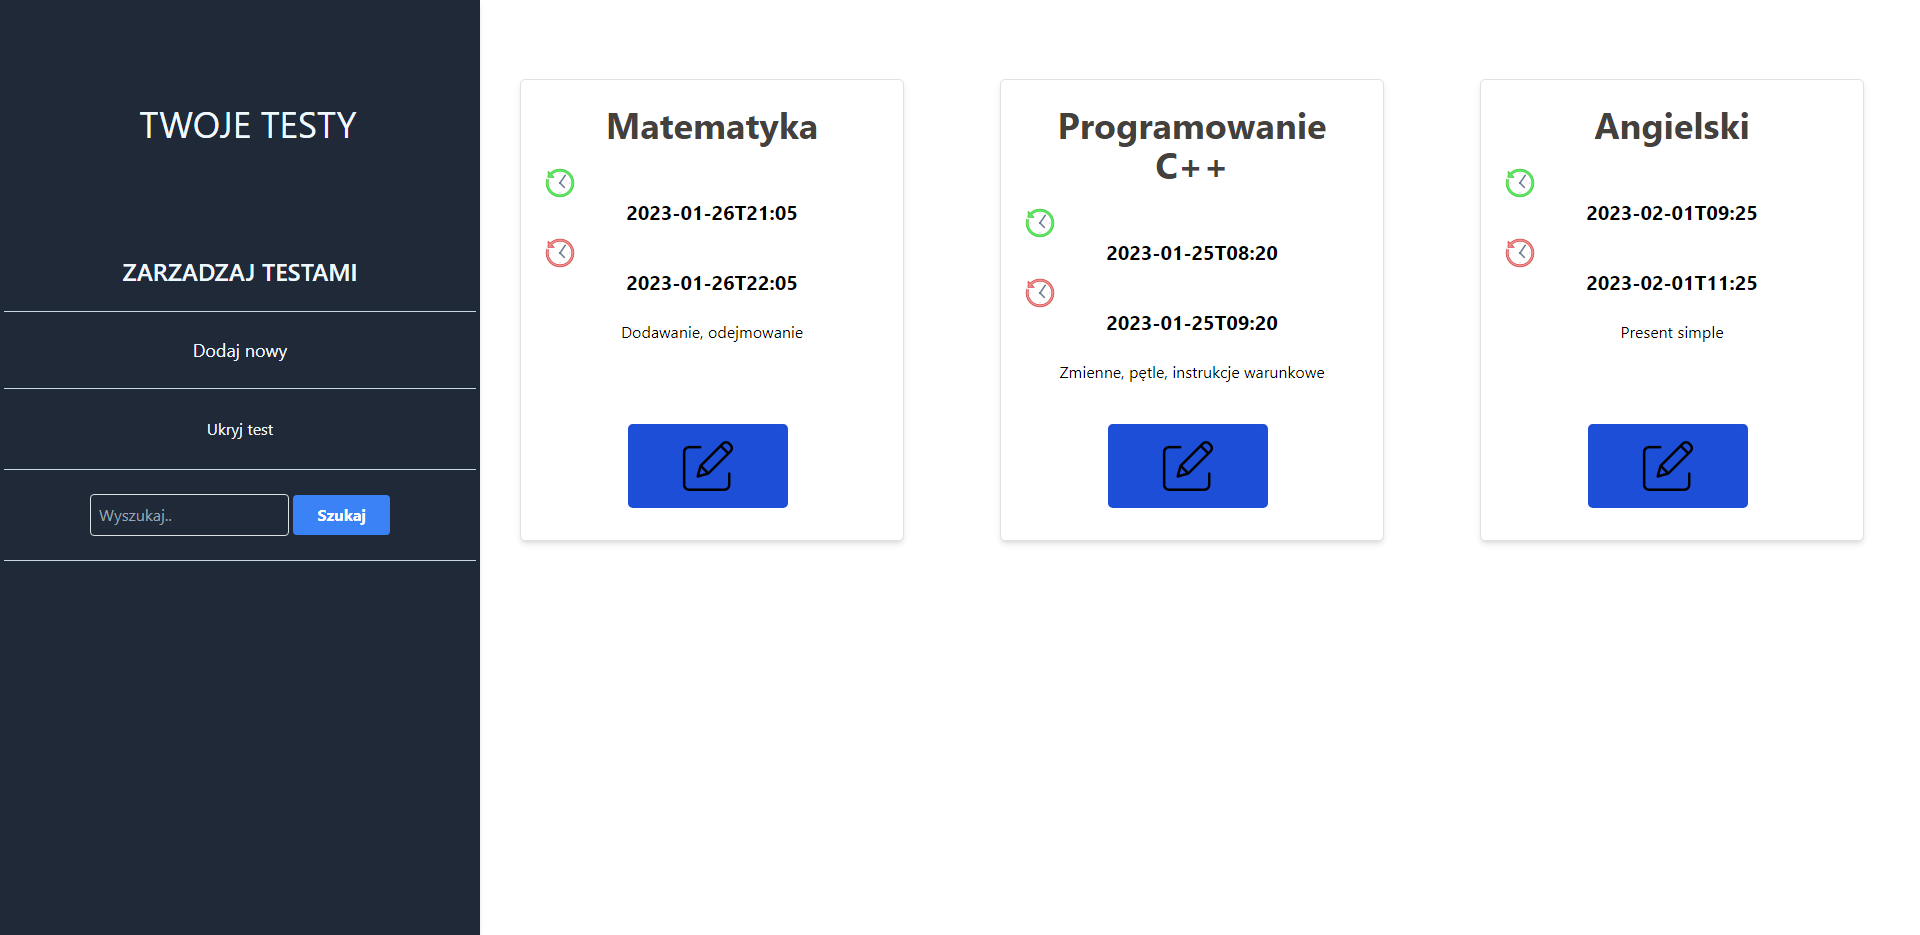 TWOJE TESTY
ZARZADZAJ TESTAMI
Dodaj nowy
Ukryj test
Wyszukaj..
Szukaj
Matematyka
2023-01-26T21:05
2023-01-26T22:05
Dodawanie, odejmowanie
Programowanie
C++
2023-01-25T08:20
2023-01-25T09:20
Zmienne, pętle, instrukcje warunkowe
Angielski
2023-02-01T09:25
2023-02-01T11:25
Present simple